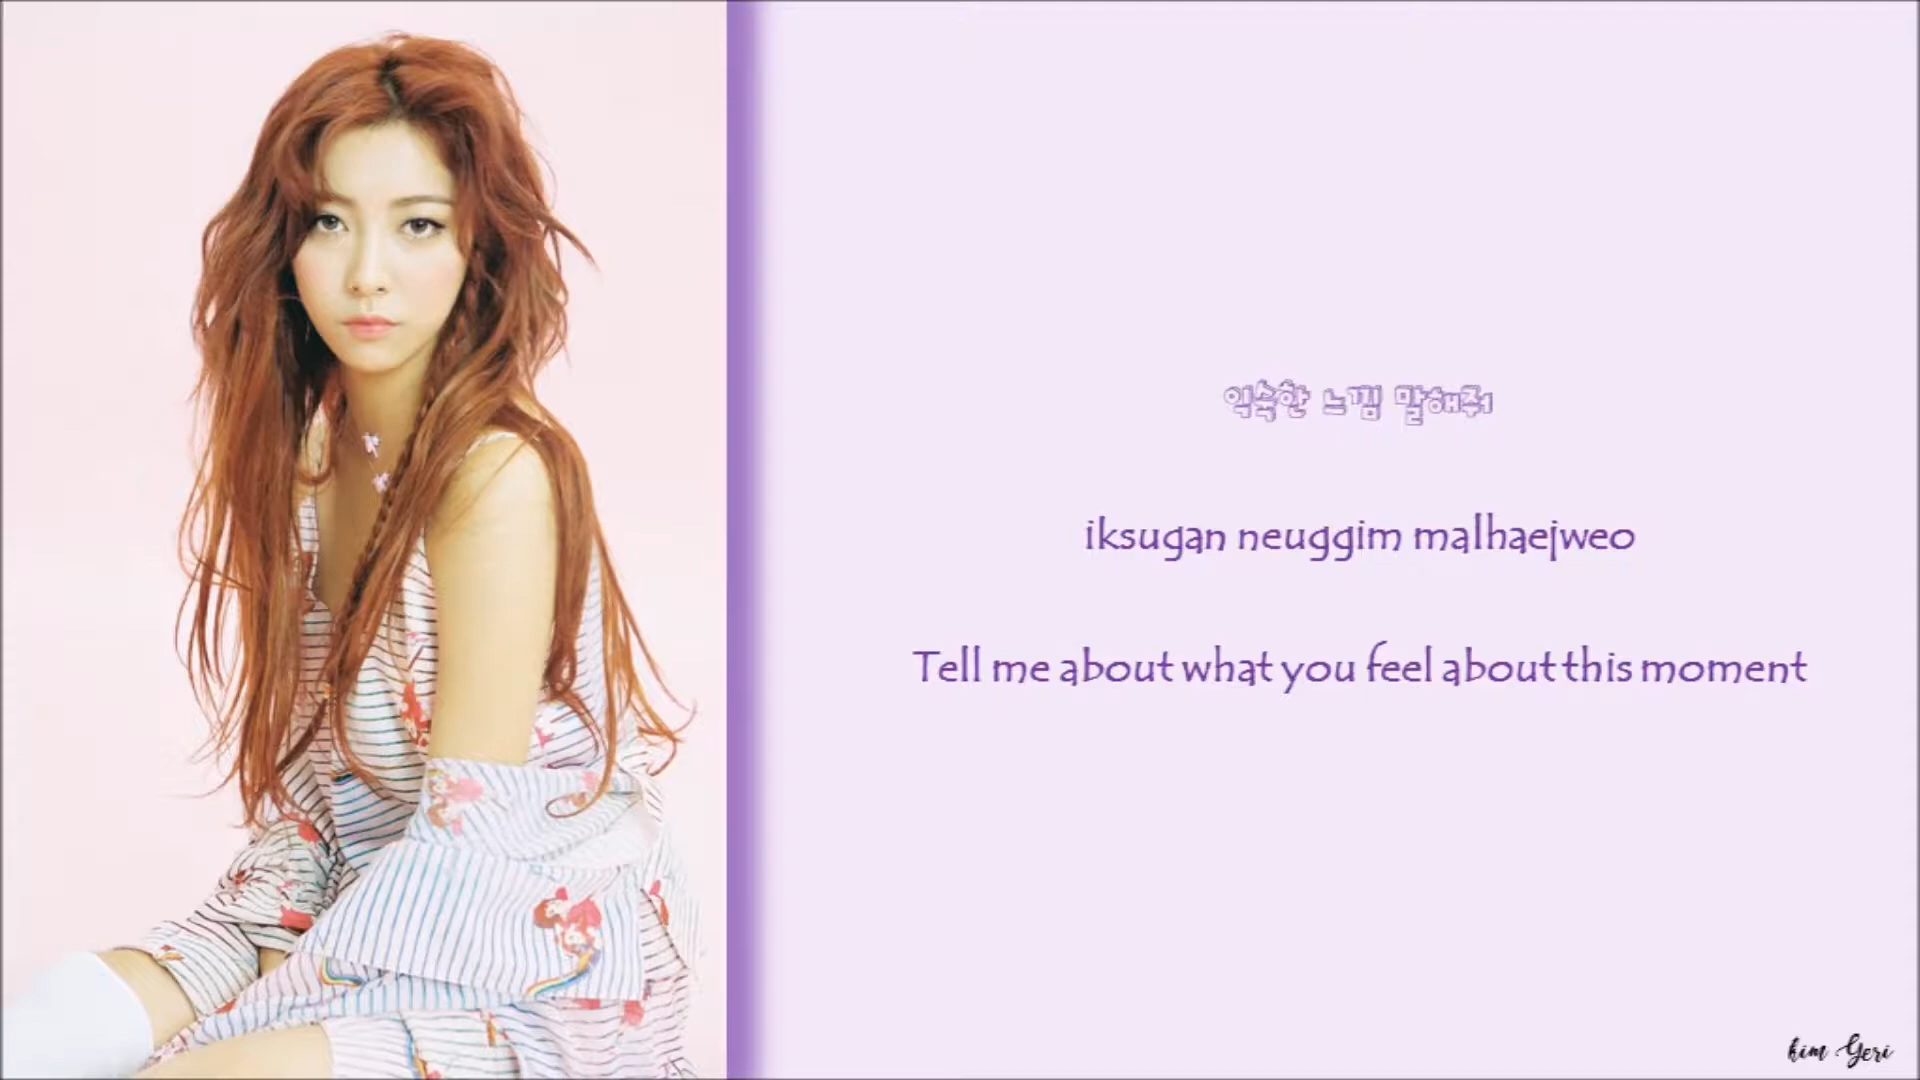 익숙한 느낌 말해줘
iksugan neuggim malhaejweo
Tell me about what you feel about this moment
kim Geri